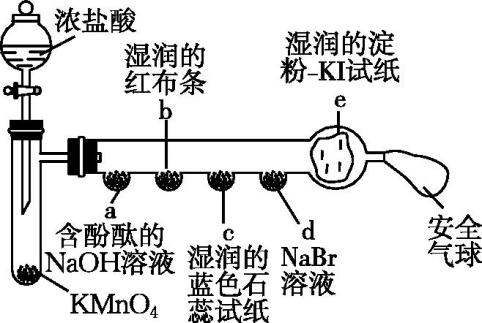 浓盐酸
湿润的
红布条
b
湿润的淀
粉-KI试纸
e
a
含酚酞的
NaOH溶液
c
湿润的
蓝色石
蕊试纸
d
NaBr
溶液
安全
气球
KMnO₄